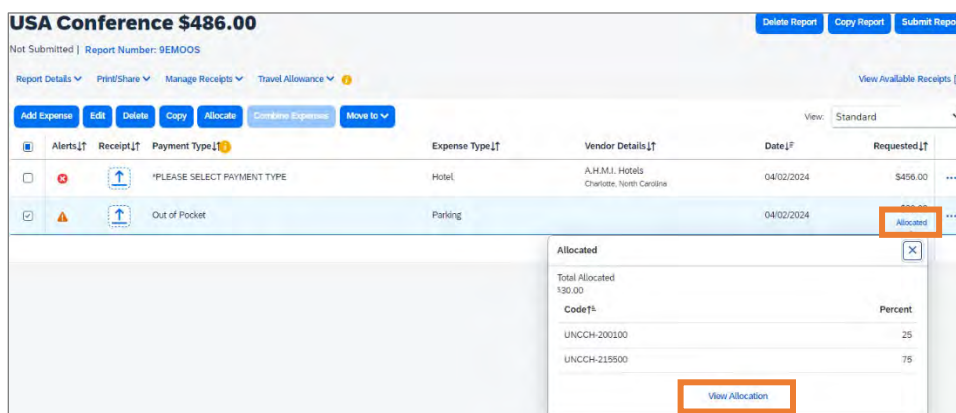 USA Conference $486.00
Delete Report Copy Report Submit Repo
Not Submitted | Report Number: 9EMOOS
Report Details Print/Share Manage Receipts Travel Allowance View Available Receipts
Add Expense Edit Delete Copy Allocate Combine Expenses Move to View: Standard
Alerts Receipt Payment Type Expense Type Vendor Details Date Requested
*PLEASE SELECT PAYMENT TYPE Hotel A.H.M.I. Hotels 04/02/2024 $456.00
Charlotte, North Carolina
Out of Pocket Parking 04/02/2024
Allocated
Allocated
Total Allocated
$30.00
Code Percent
UNCCH-200100 25
UNCCH-215500 75
View Allocation